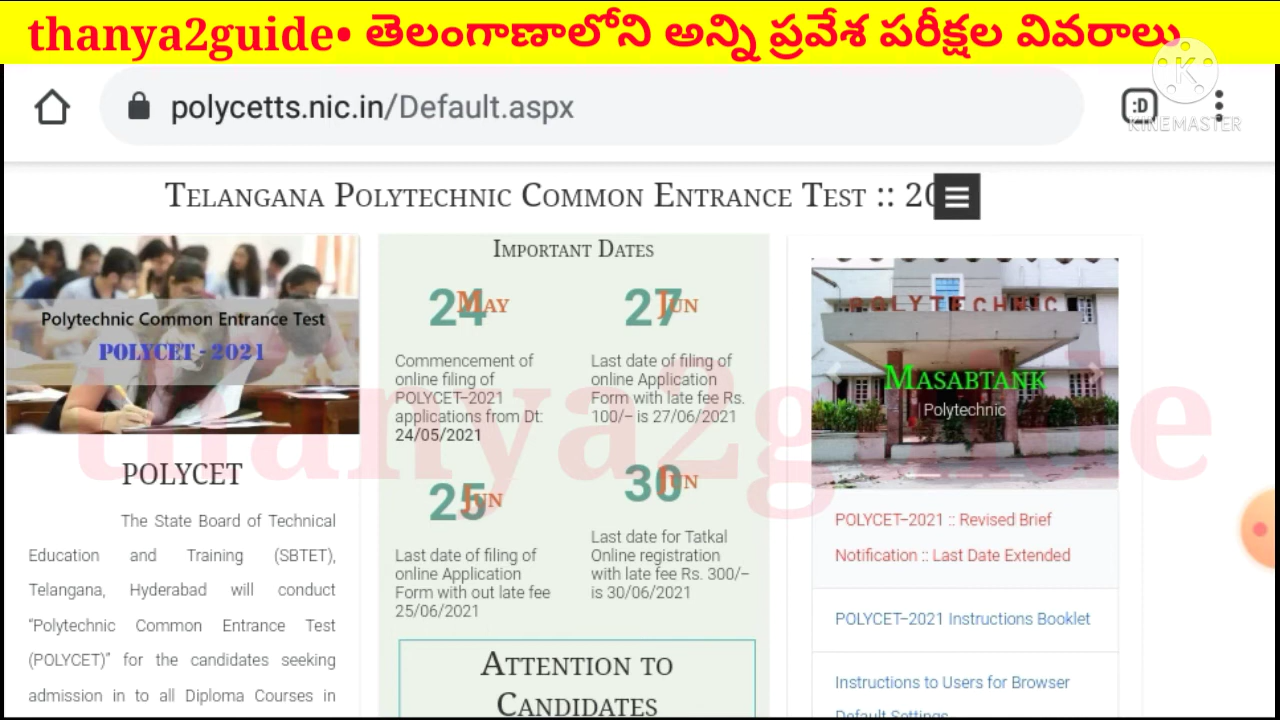 thanya2guide• తెలంగాణాలోని అన్ని ప్రవేశ పరీక్షల వివరాలు
polycetts.nic.in/Default.aspx
:D
KINEMASTER
TELANGANA POLYTECHNIC COMMON ENTRANCE TEST :: 20
Polytechnic Common Entrance Test
POLYCET - 2021
POLYCET
The State Board of Technical
Education and Training (SBTET),
Telangana, Hyderabad will conduct
“Polytechnic Common Entrance Test
(POLYCET)” for the candidates seeking
admission in to all Diploma Courses in
IMPORTANT DATES
24 MAY
Commencement of
online filing of
POLYCET-2021
applications from Dt:
24/05/2021
25 JUN
Last date of filing of
online Application
Form with out late fee
25/06/2021
27 JUN
Last date of filing of
online Application
Form with late fee Rs.
100/- is 27/06/2021
30 JUN
Last date for Tatkal
Online registration
with late fee Rs. 300/-
is 30/06/2021
ATTENTION TO
CANDIDATES
POLYTECHNIC
MASABTANK
Polytechnic
POLYCET-2021 :: Revised Brief
Notification :: Last Date Extended
POLYCET-2021 Instructions Booklet
Instructions to Users for Browser
Default Settings
thanya2guide